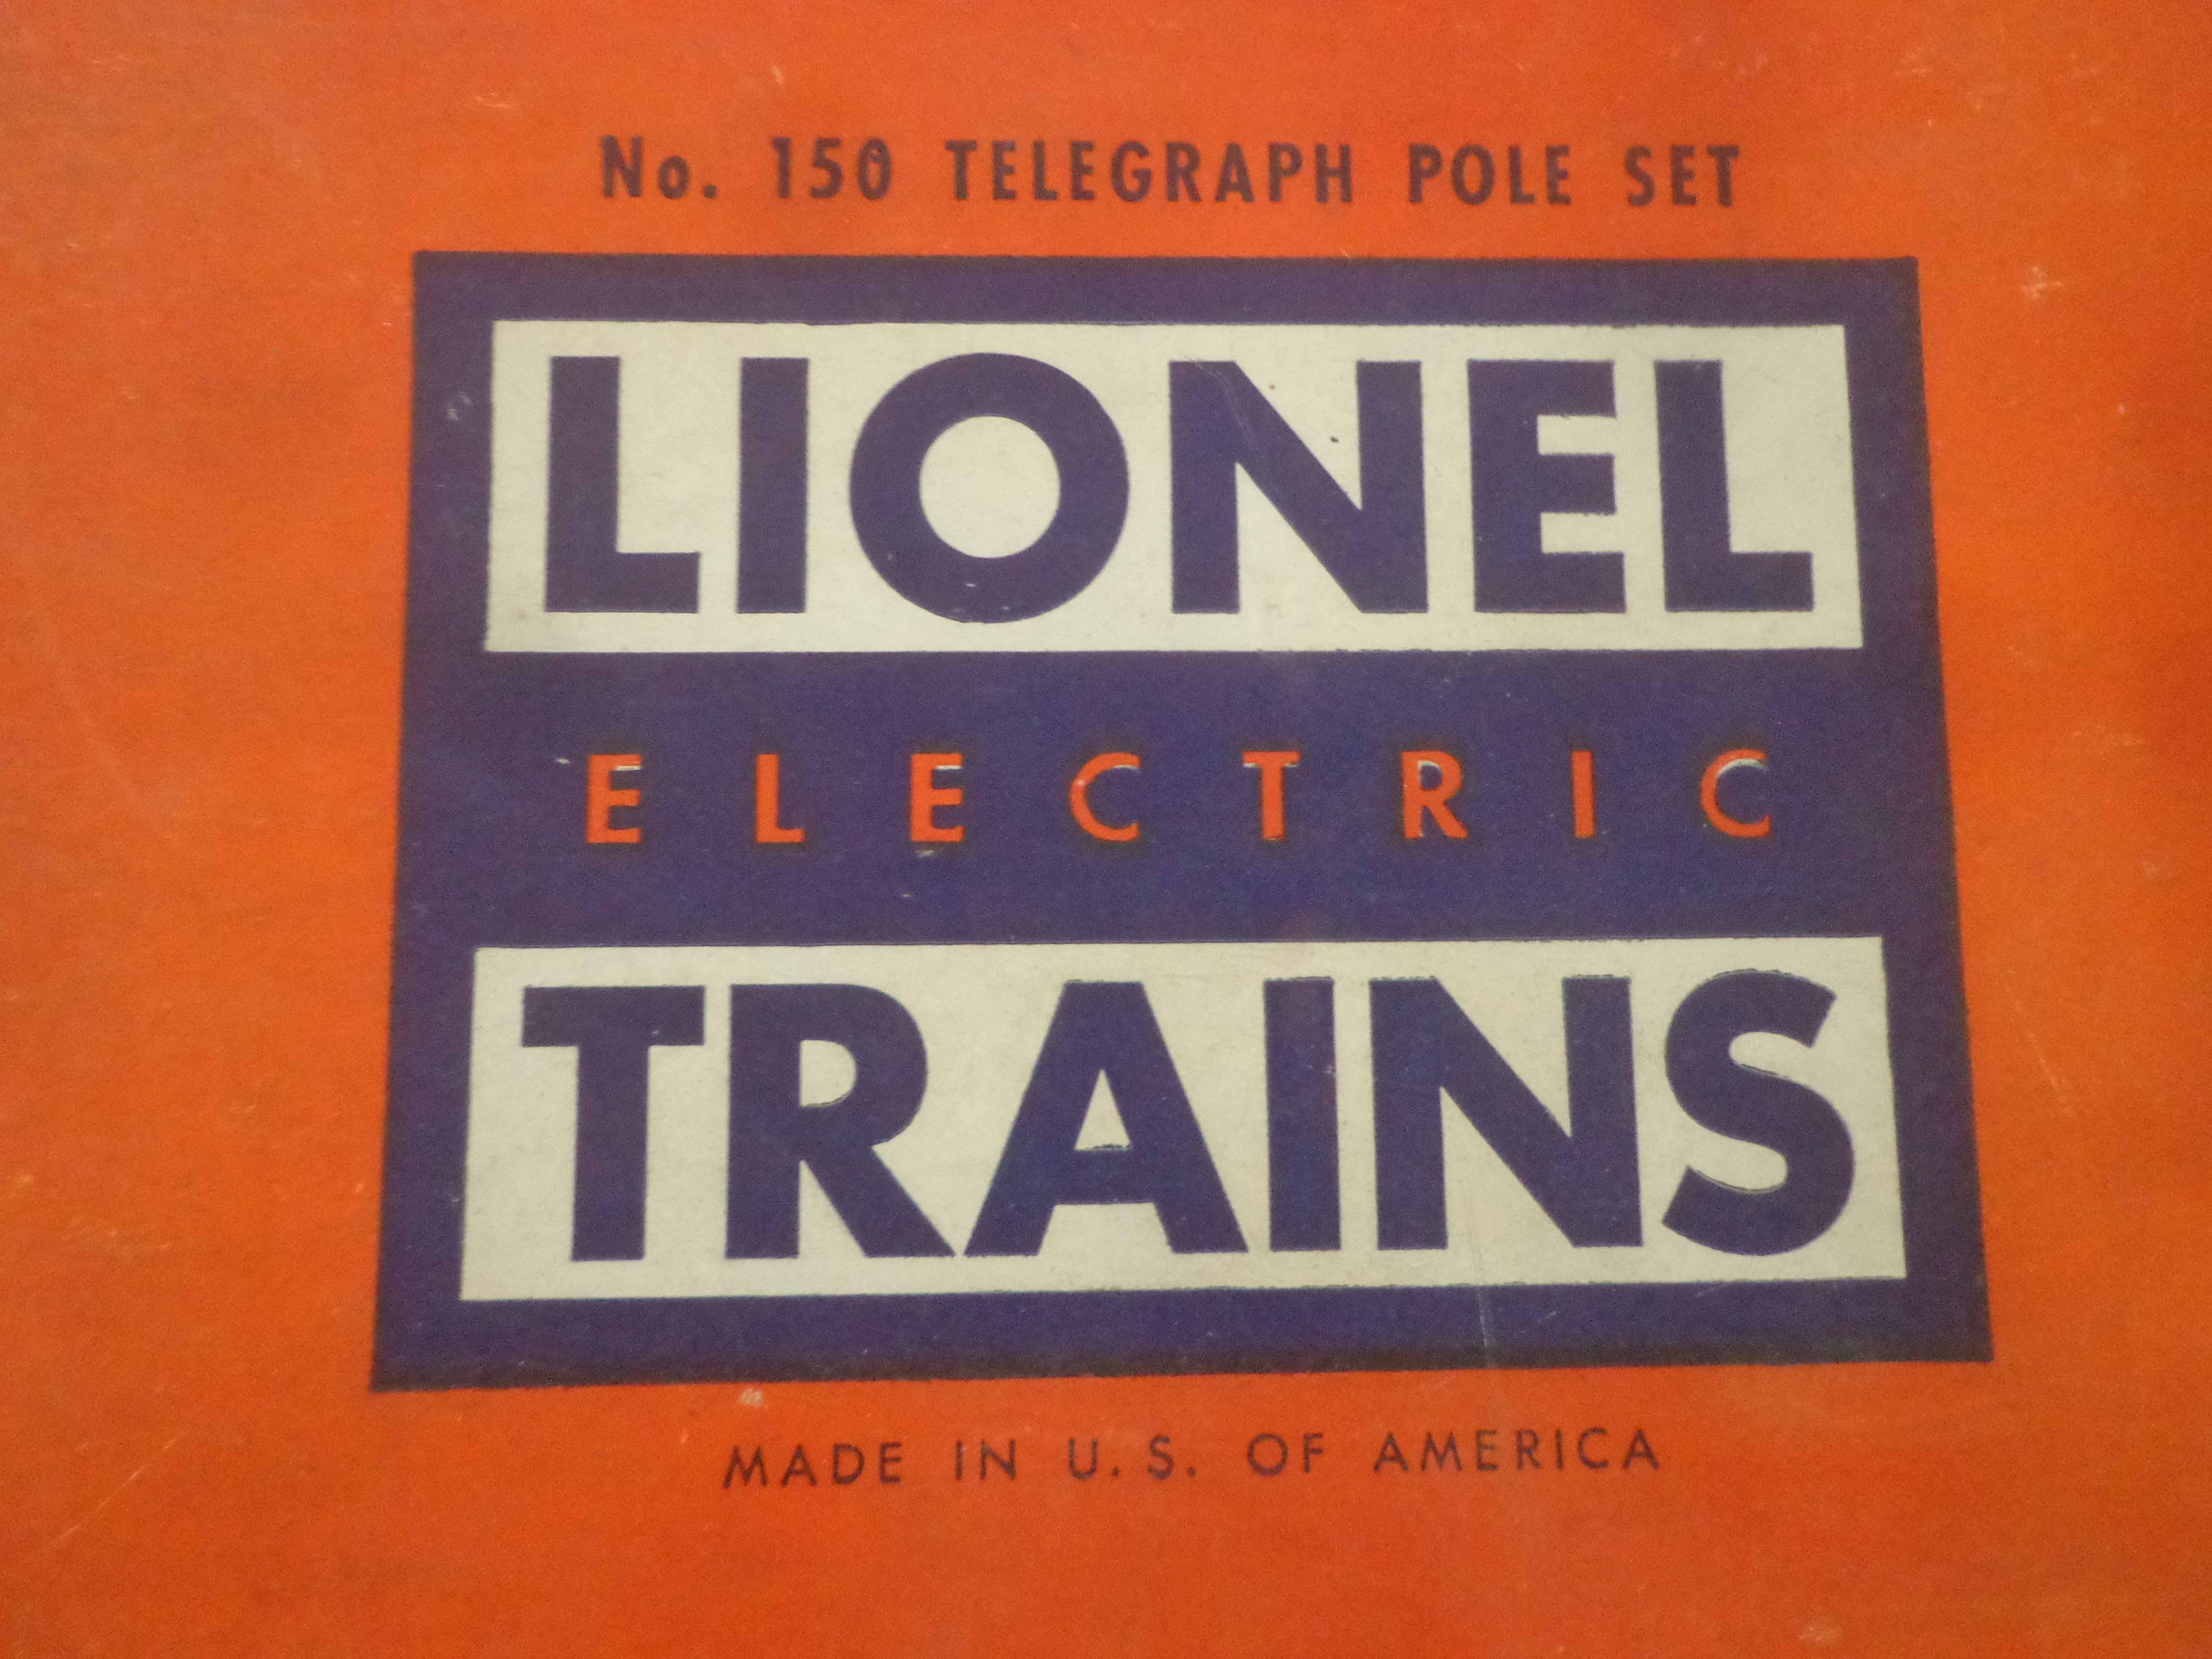 No. 150 TELEGRAPH POLE SET
LIONEL
ELECTRIC
TRAINS
MADE IN U.S. OF AMERICA